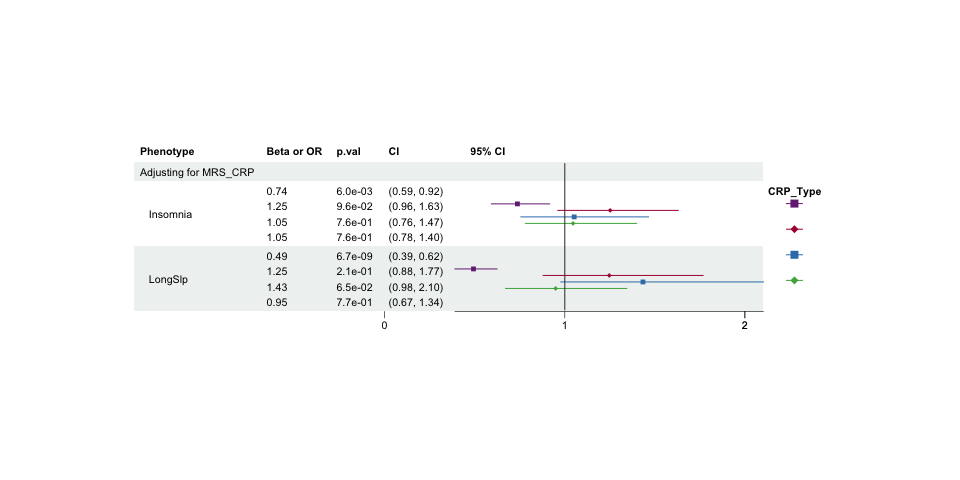 Phenotype Beta or OR p.val CI 95% CI
Adjusting for MRS_CRP
CRP_Type
Insomnia
0.74 6.0e-03 (0.59, 0.92)
1.25 9.6e-02 (0.96, 1.63)
1.05 7.6e-01 (0.76, 1.47)
1.05 7.6e-01 (0.78, 1.40)
LongSlp
0.49 6.7e-09 (0.39, 0.62)
1.25 2.1e-01 (0.88, 1.77)
1.43 6.5e-02 (0.98, 2.10)
0.95 7.7e-01 (0.67, 1.34)
0 1 2